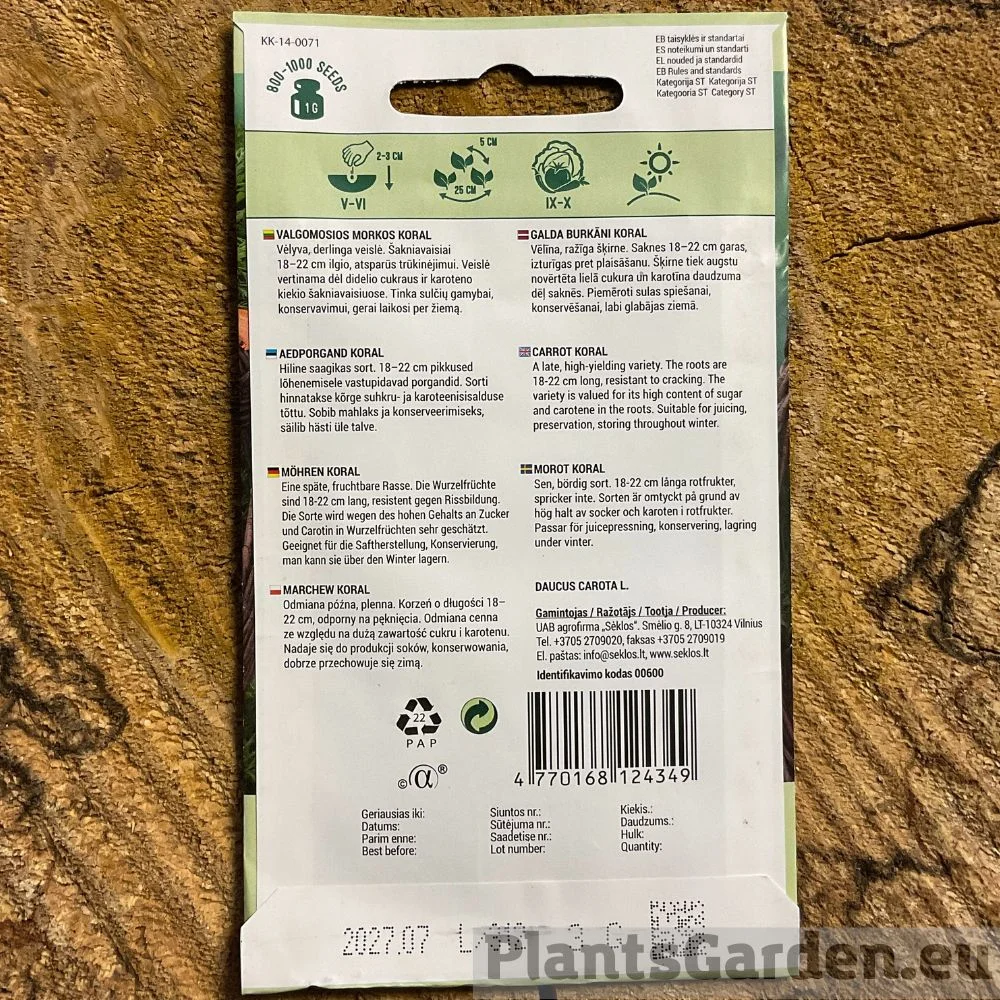 KK-14-0071
800-1000 SEEDS
1 G
EB taisyklės ir standartai
ES noteikumi un standarti
EL nouded ja standardid
EB Rules and standards
Kategorija ST Kategorija ST
Kategooria ST Category ST
2-3 CM
V-VI
5 CM
25 CM
IX-X
VALGOMOSIOS MORKOS KORAL
Vėlyva, derlinga veislė. Šakniavaisiai
18–22 cm ilgio, atsparūs trūkinėjimui. Veislė
vertinama dėl didelio cukraus ir karoteno
kiekio šakniavaisiuose. Tinka sulčių gamybai,
konservavimui, gerai laikosi per žiemą.
GALDA BURKĀNI KORAL
Vēlīna, ražīga šķirne. Saknes 18–22 cm garas,
izturīgas pret plaisāšanu. Šķirne tiek augstu
novērtēta lielā cukura un karotīna daudzuma
dēļ saknēs. Piemēroti sulas spiešanai,
konservēšanai, labi glabājas ziemā.
AEDPORGAND KORAL
Hiline saagikas sort. 18–22 cm pikkused
lõhenemisele vastupidavad porgandid. Sorti
hinnatakse kõrge suhkru- ja karoteenisisalduse
tõttu. Sobib mahlaks ja konserveerimiseks,
säilib hästi üle talve.
CARROT KORAL
A late, high-yielding variety. The roots are
18-22 cm long, resistant to cracking. The
variety is valued for its high content of sugar
and carotene in the roots. Suitable for juicing,
preservation, storing throughout winter.
MÖHREN KORAL
Eine späte, fruchtbare Rasse. Die Wurzelfrüchte
sind 18-22 cm lang, resistent gegen Rissbildung.
Die Sorte wird wegen des hohen Gehalts an Zucker
und Carotin in Wurzelfrüchten sehr geschätzt.
Geeignet für die Saftherstellung, Konservierung,
man kann sie über den Winter lagern.
MOROT KORAL
Sen, bördig sort. 18-22 cm långa rotfrukter,
spricker inte. Sorten är omtyckt på grund av
hög halt av socker och karoten i rotfrukter.
Passar för juicepressning, konservering, lagring
under vinter.
MARCHEW KORAL
Odmiana późna, plenna. Korzeń o długości 18–
22 cm, odporny na pęknięcia. Odmiana cenna
ze względu na dużą zawartość cukru i karotenu.
Nadaje się do produkcji soków, konserwowania,
dobrze przechowuje się zimą.
DAUCUS CAROTA L.
Gamintojas / Ražotājs / Tootja / Producer:
UAB agrofirma „Sėklos". Smėlio g. 8, LT-10324 Vilnius
Tel. +3705 2709020, faksas +3705 2709019
El. paštas: info@seklos.lt, www.seklos.lt
Identifikavimo kodas 00600
22
PAP
©α®
4 770168 124349
Geriausias iki:
Datums:
Parim enne:
Best before:
Siuntos nr.:
Sūtējuma nr.:
Saadetise nr.:
Lot number:
Kiekis.:
Daudzums.:
Hulk:
Quantity:
2027.07
3 G
PlantsGarden.eu